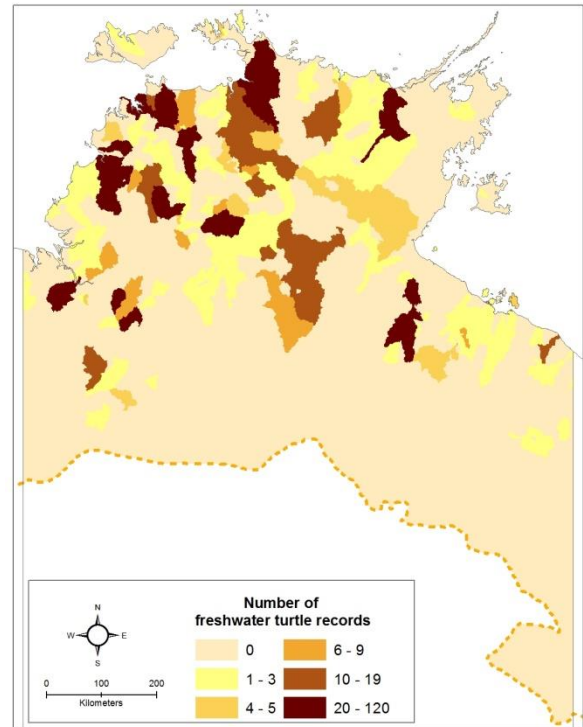 N
W E
S
0 100 200
Kilometers
Number of
freshwater turtle records
0 6 - 9
1 - 3 10 - 19
4 - 5 20 - 120